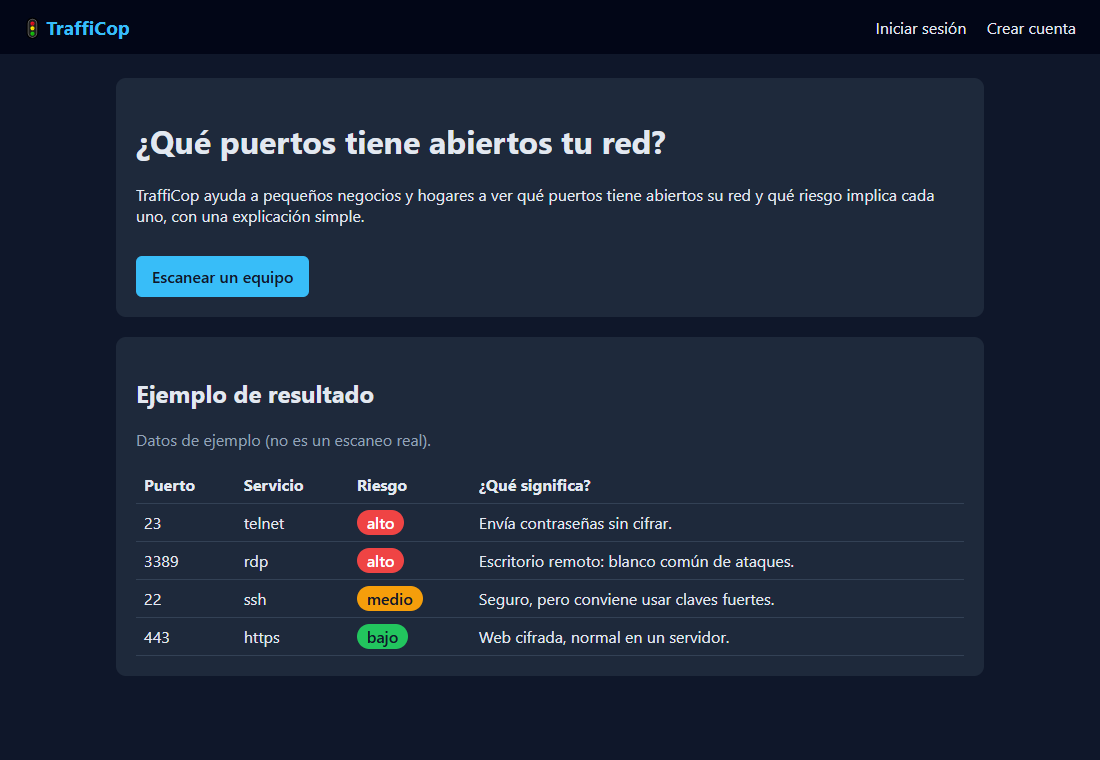 TraffiCop
Iniciar sesión Crear cuenta
¿Qué puertos tiene abiertos tu red?
TraffiCop ayuda a pequeños negocios y hogares a ver qué puertos tiene abiertos su red y qué riesgo implica cada
uno, con una explicación simple.
Escanear un equipo
Ejemplo de resultado
Datos de ejemplo (no es un escaneo real).
Puerto Servicio Riesgo ¿Qué significa?
23 telnet alto Envía contraseñas sin cifrar.
3389 rdp alto Escritorio remoto: blanco común de ataques.
22 ssh medio Seguro, pero conviene usar claves fuertes.
443 https bajo Web cifrada, normal en un servidor.